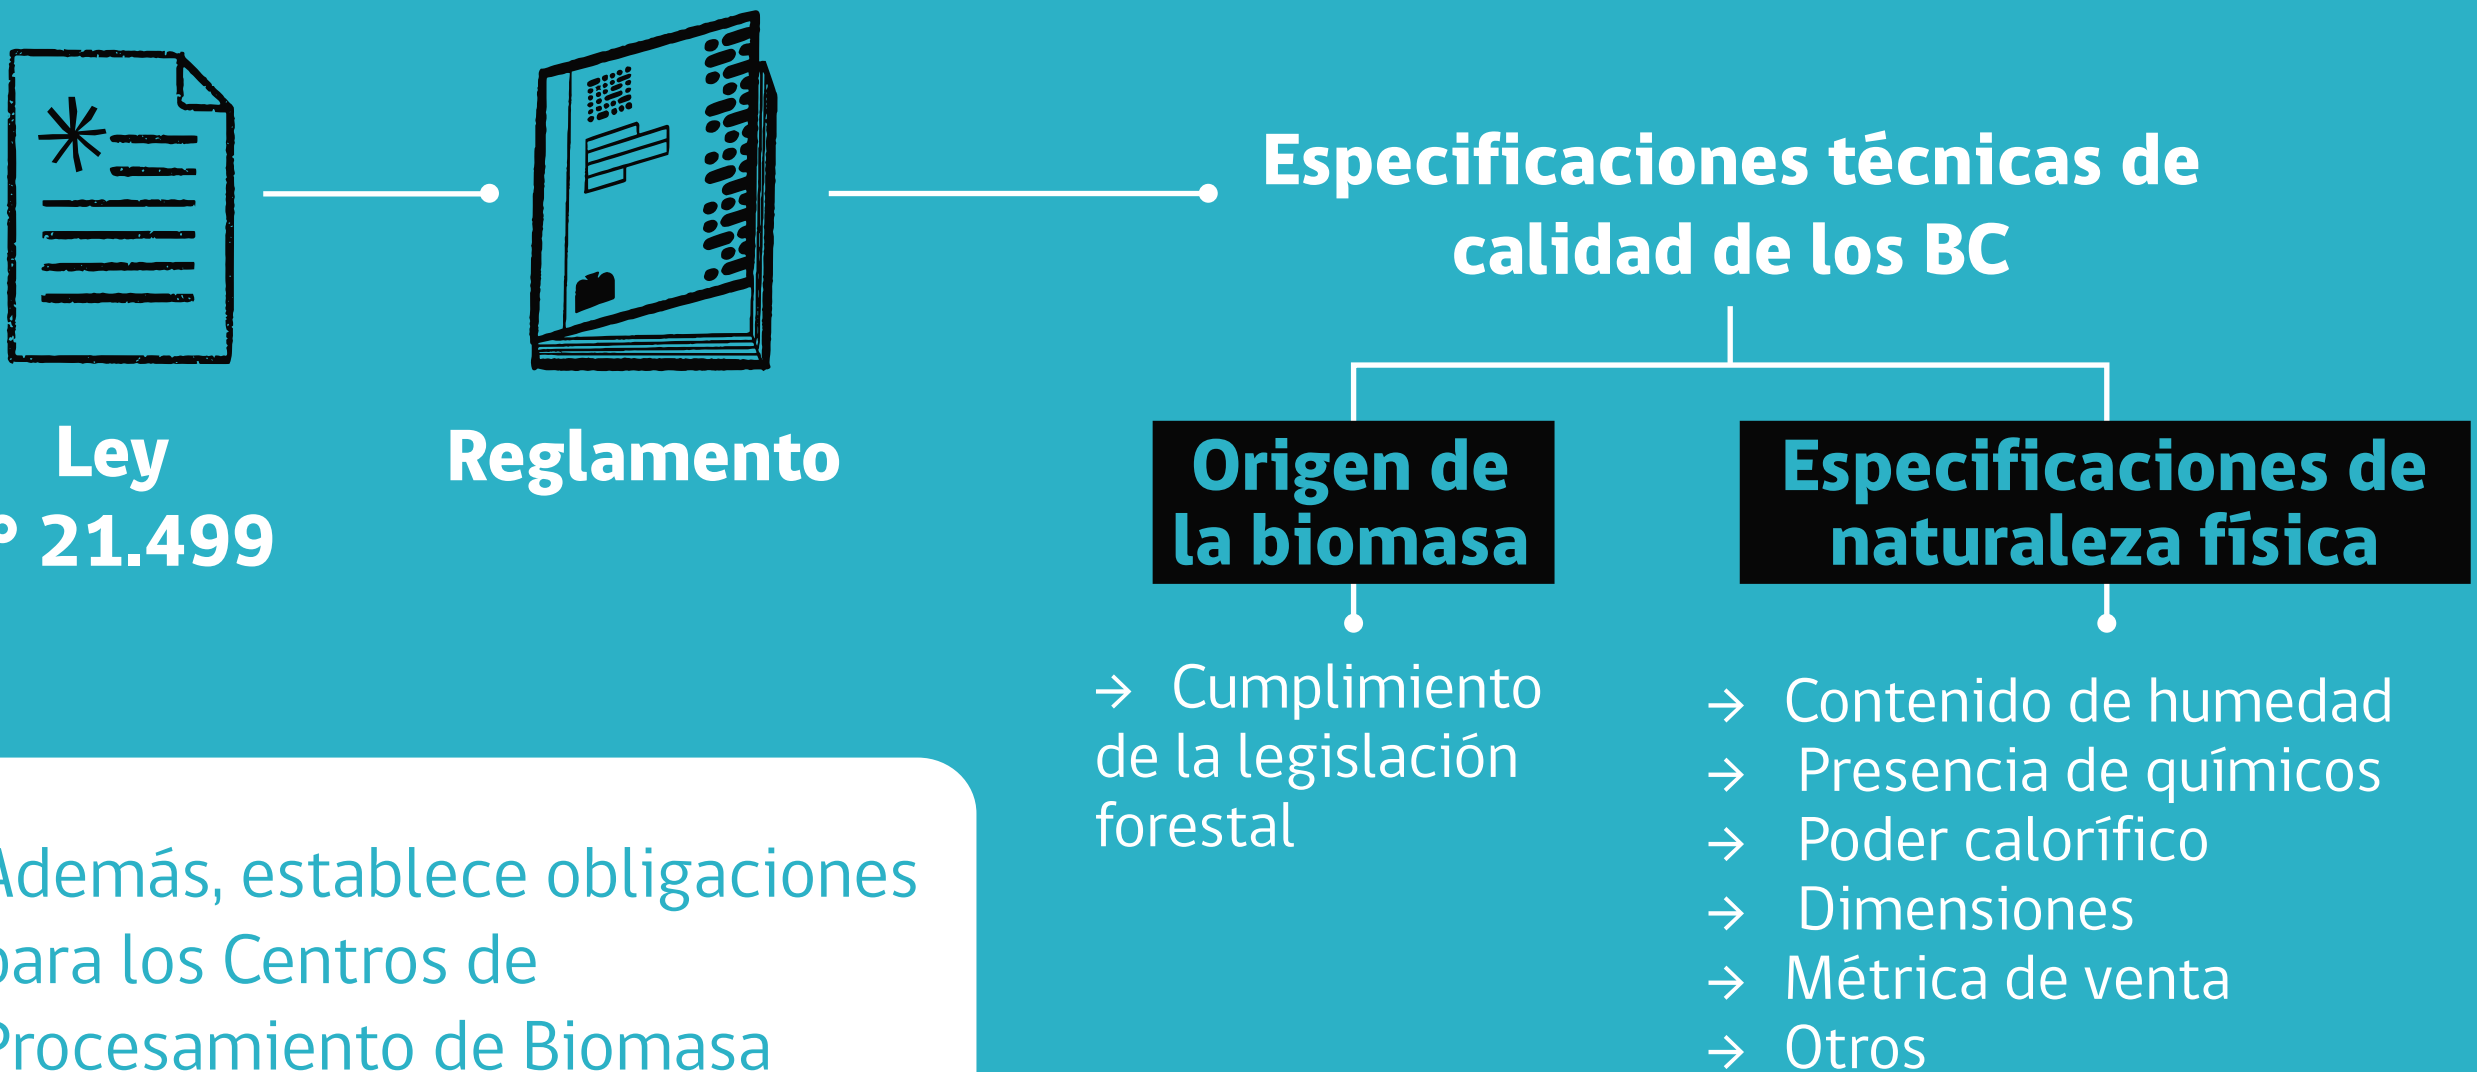 Ley
° 21.499
Reglamento
Especificaciones técnicas de
calidad de los BC
Origen de
la biomasa
→ Cumplimiento
de la legislación
forestal
Especificaciones de
naturaleza física
→ Contenido de humedad
→ Presencia de químicos
→ Poder calorífico
→ Dimensiones
→ Métrica de venta
→ Otros
Además, establece obligaciones
para los Centros de
Procesamiento de Biomasa